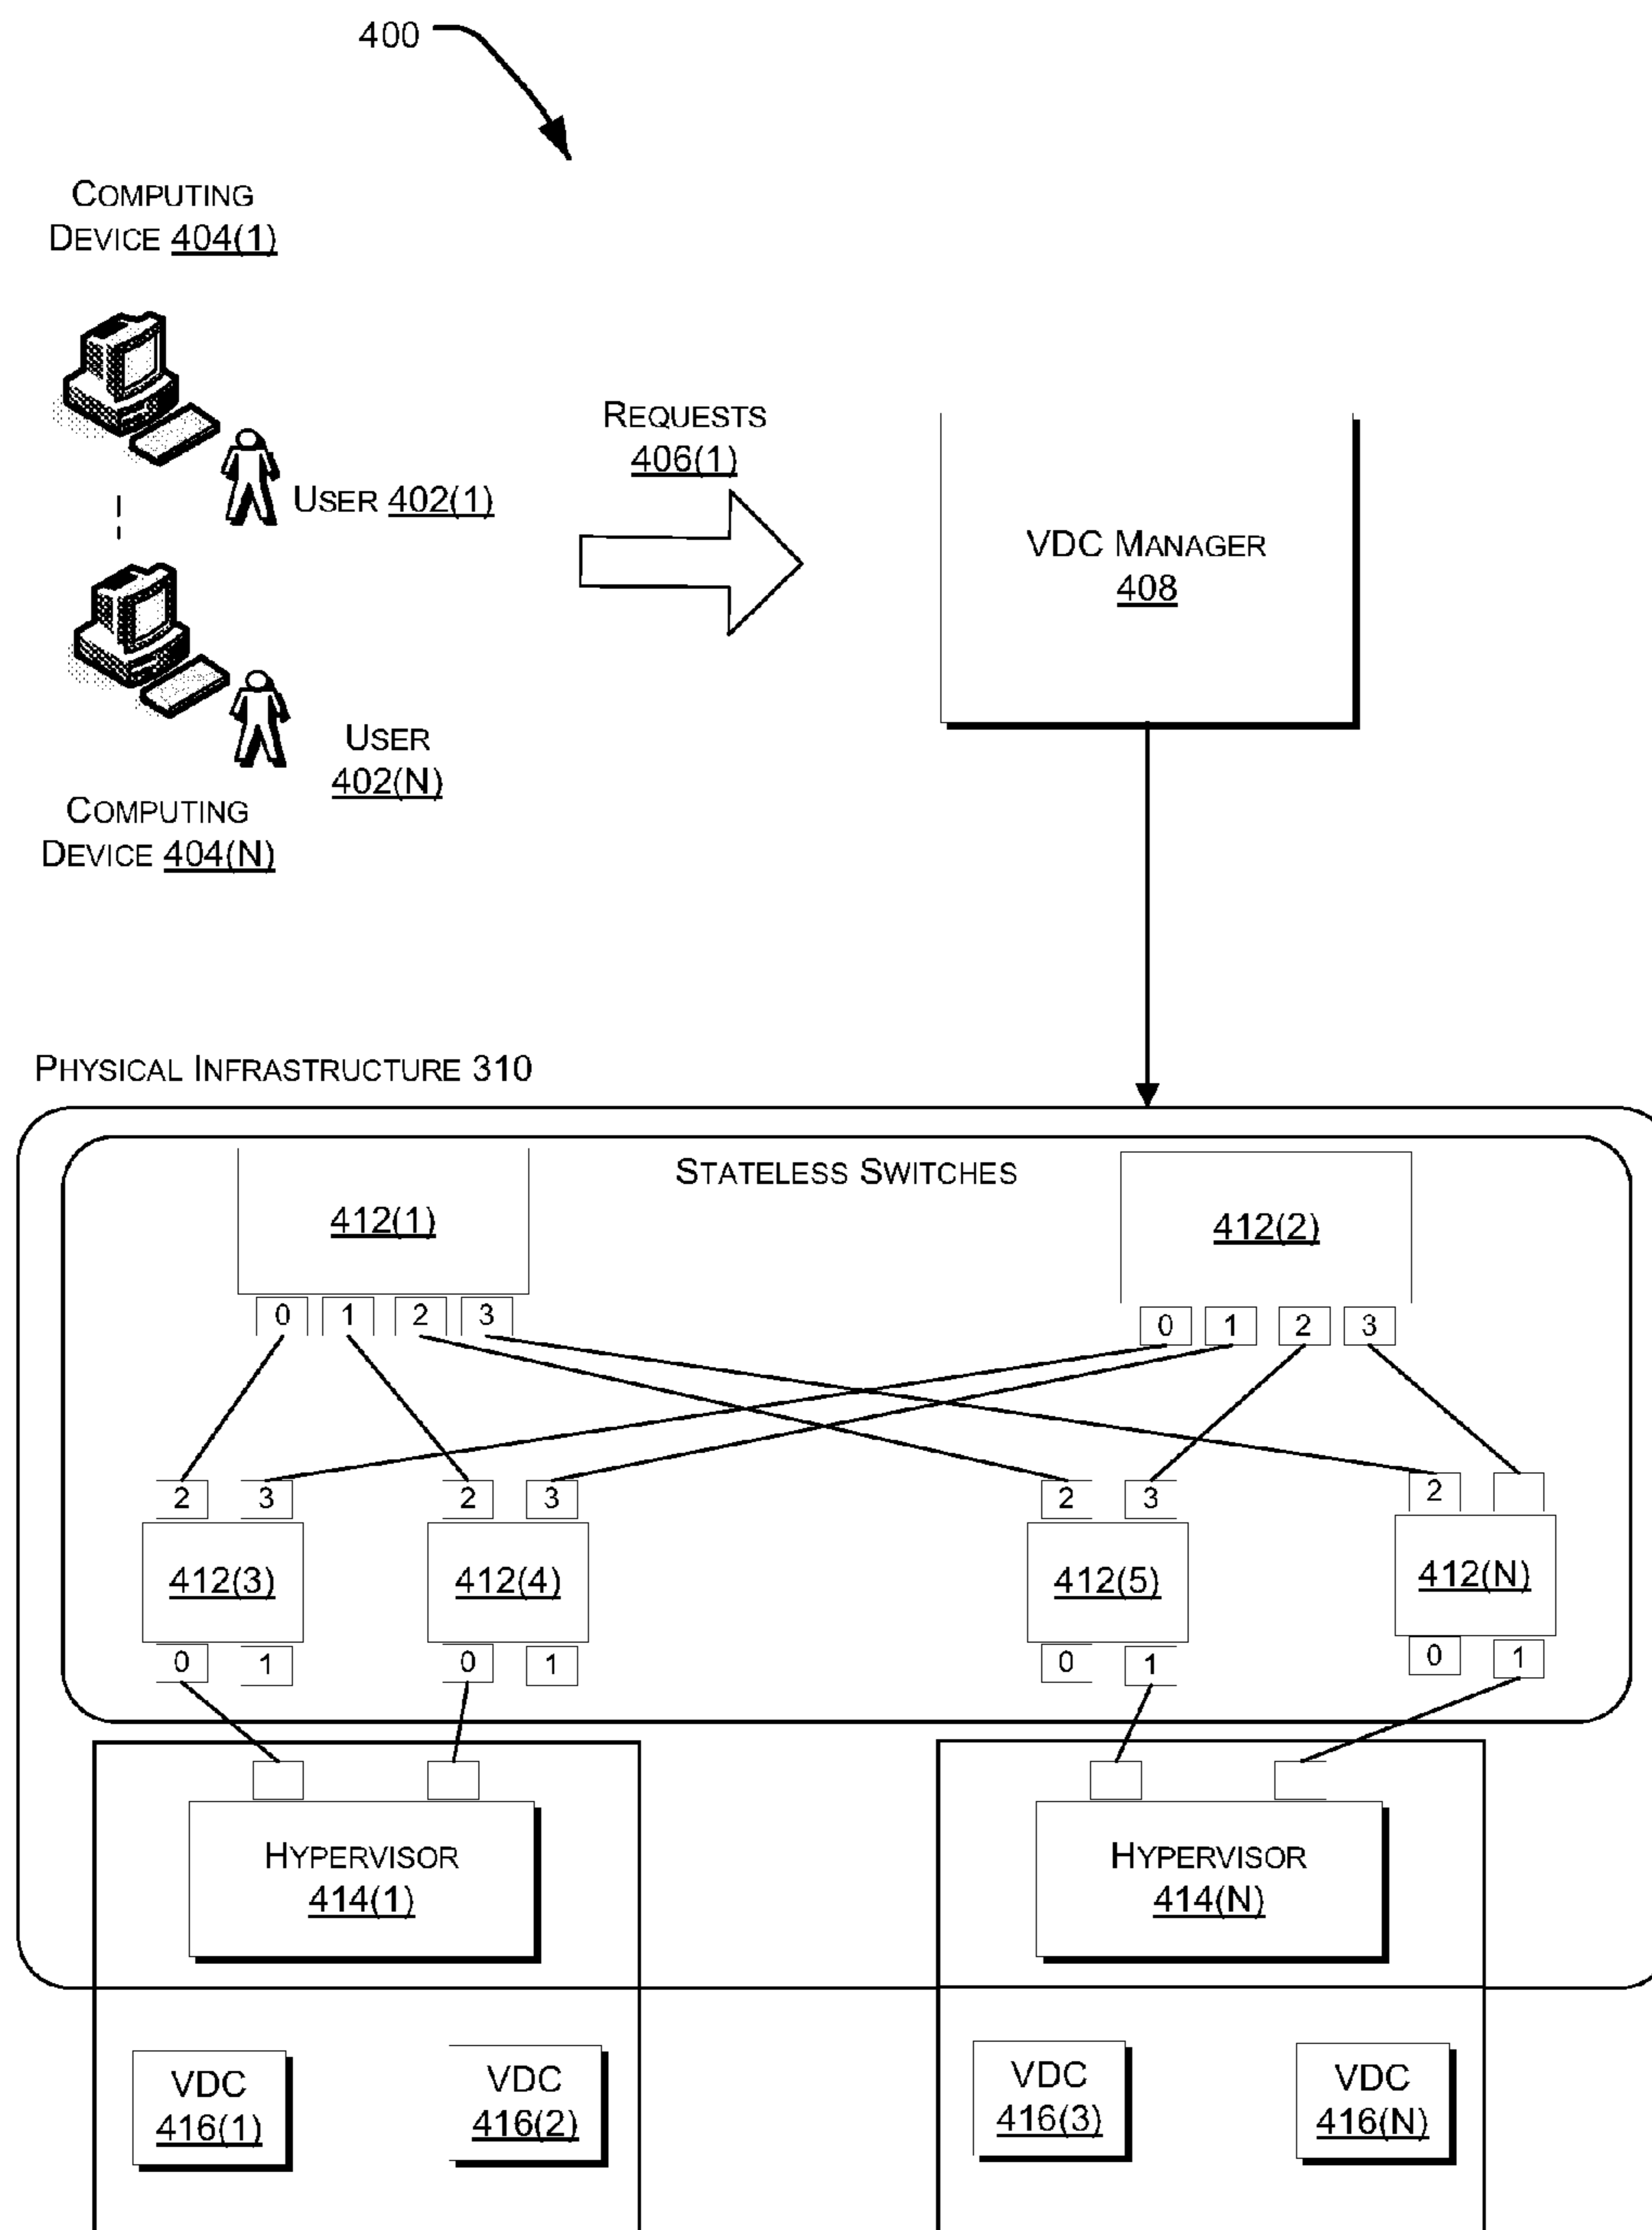 400
COMPUTING
DEVICE 404(1)
USER 402(1)
REQUESTS
406(1)
VDC MANAGER
408
USER
402(N)
COMPUTING
DEVICE 404(N)
PHYSICAL INFRASTRUCTURE 310
STATELESS SWITCHES
412(1)
412(2)
0 1 2 3
0 1 2 3
2 3
2 3
2 3
2
412(3)
412(4)
412(5)
412(N)
0 1
0 1
0 1
0 1
HYPERVISOR
414(1)
HYPERVISOR
414(N)
VDC
416(1)
VDC
416(2)
VDC
416(3)
VDC
416(N)